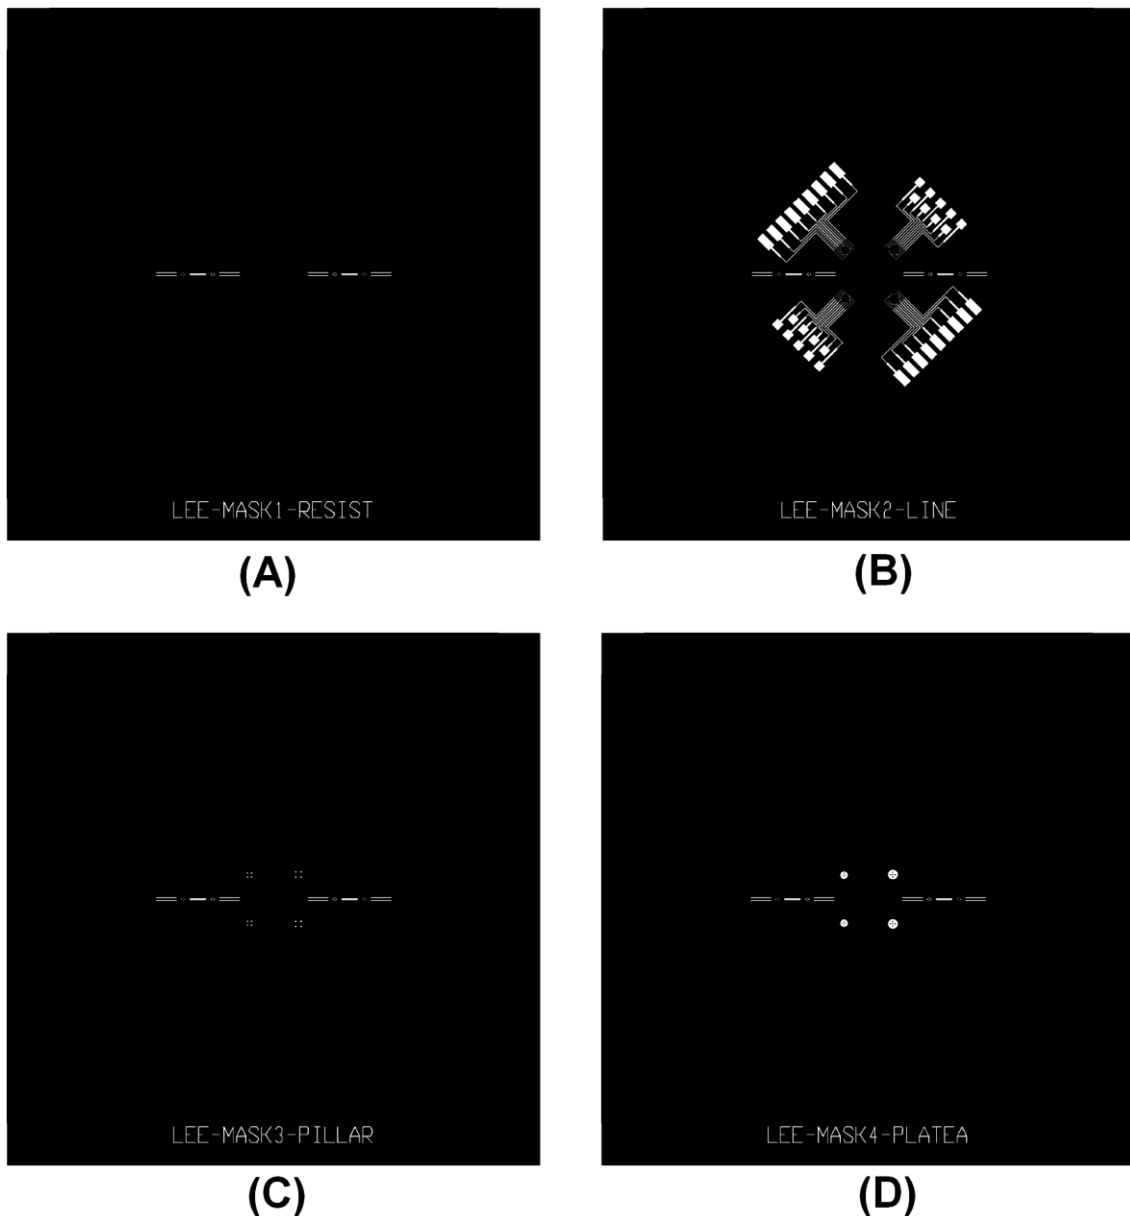 LEE-MASK1-RESIST
(A)
LEE-MASK2-LINE
(B)
LEE-MASK3-PILLAR
(C)
LEE-MASK4-PLATEA
(D)